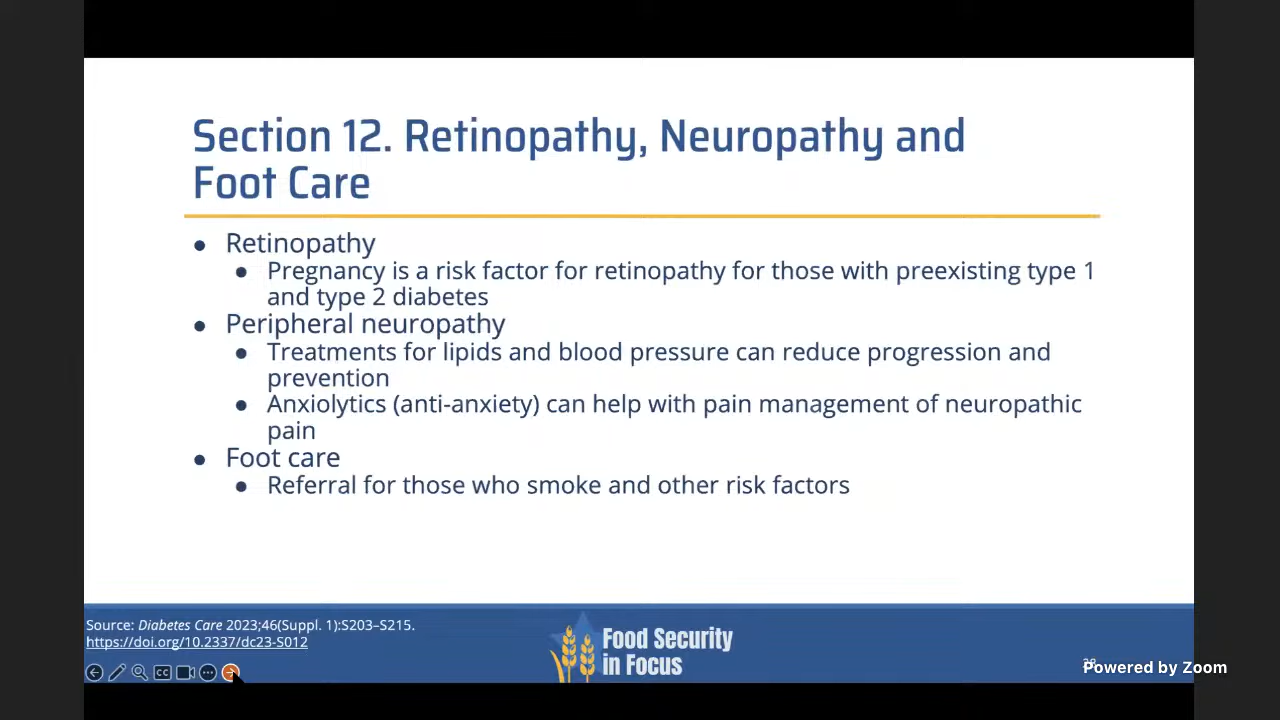 Section 12. Retinopathy, Neuropathy and
Foot Care
● Retinopathy
● Pregnancy is a risk factor for retinopathy for those with preexisting type 1
and type 2 diabetes
● Peripheral neuropathy
● Treatments for lipids and blood pressure can reduce progression and
prevention
● Anxiolytics (anti-anxiety) can help with pain management of neuropathic
pain
● Foot care
● Referral for those who smoke and other risk factors
Source: Diabetes Care 2023;46(Suppl. 1):S203–S215.
https://doi.org/10.2337/dc23-S012
CC
Food Security
in Focus
Powered by Zoom